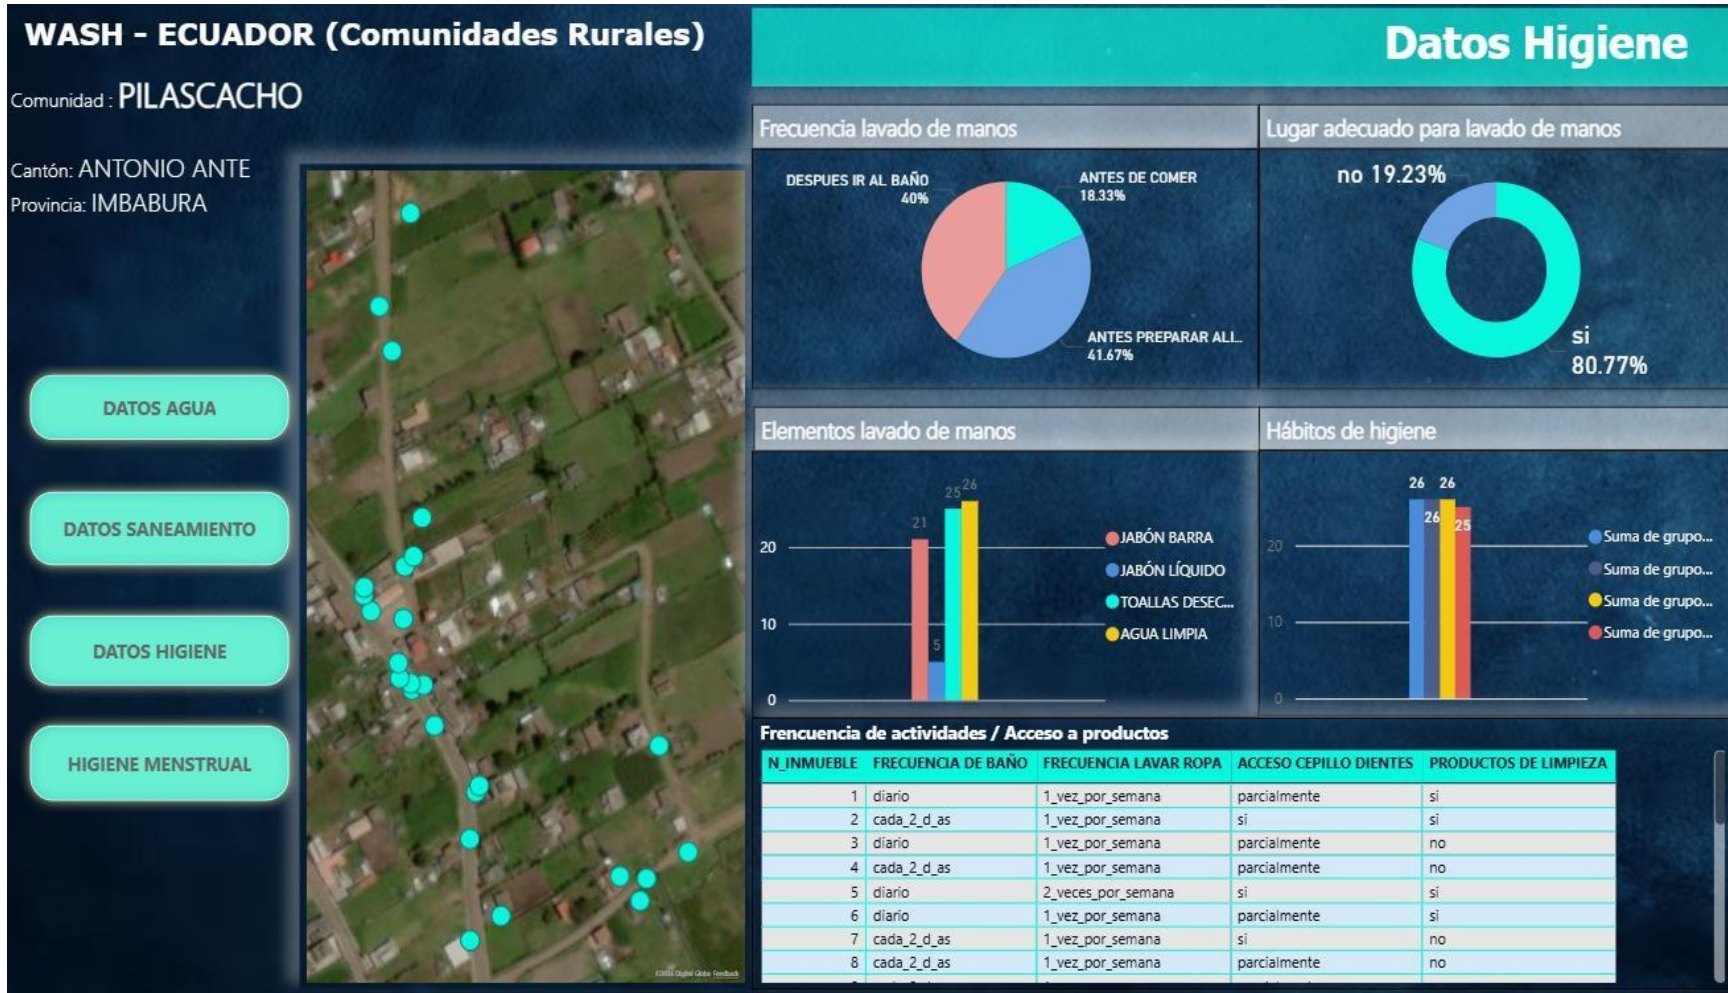 WASH - ECUADOR (Comunidades Rurales)
Comunidad : PILASCACHO
Cantón: ANTONIO ANTE
Provincia: IMBABURA
DATOS AGUA
DATOS SANEAMIENTO
DATOS HIGIENE
HIGIENE MENSTRUAL
Datos Higiene
Frecuencia lavado de manos
DESPUES IR AL BAÑO
40%
ANTES DE COMER
18.33%
ANTES PREPARAR ALI...
41.67%
Lugar adecuado para lavado de manos
no 19.23%
si
80.77%
Elementos lavado de manos
20
10
0
21
5
25
26
JABÓN BARRA
JABÓN LÍQUIDO
TOALLAS DESEC...
AGUA LIMPIA
Hábitos de higiene
20
10
0
26
26
26
25
Suma de grupo...
Suma de grupo...
Suma de grupo...
Suma de grupo...
Frencuencia de actividades / Acceso a productos
N_INMUEBLE FRECUENCIA DE BAÑO FRECUENCIA LAVAR ROPA ACCESO CEPILLO DIENTES PRODUCTOS DE LIMPIEZA
1 diario 1_vez_por_semana parcialmente si
2 cada_2_d_as 1_vez_por_semana si si
3 diario 1_vez_por_semana parcialmente no
4 cada_2_d_as 1_vez_por_semana parcialmente no
5 diario 2_veces_por_semana si si
6 diario 1_vez_por_semana parcialmente si
7 cada_2_d_as 1_vez_por_semana si no
8 cada_2_d_as 1_vez_por_semana parcialmente no
Digital Globe Feedback